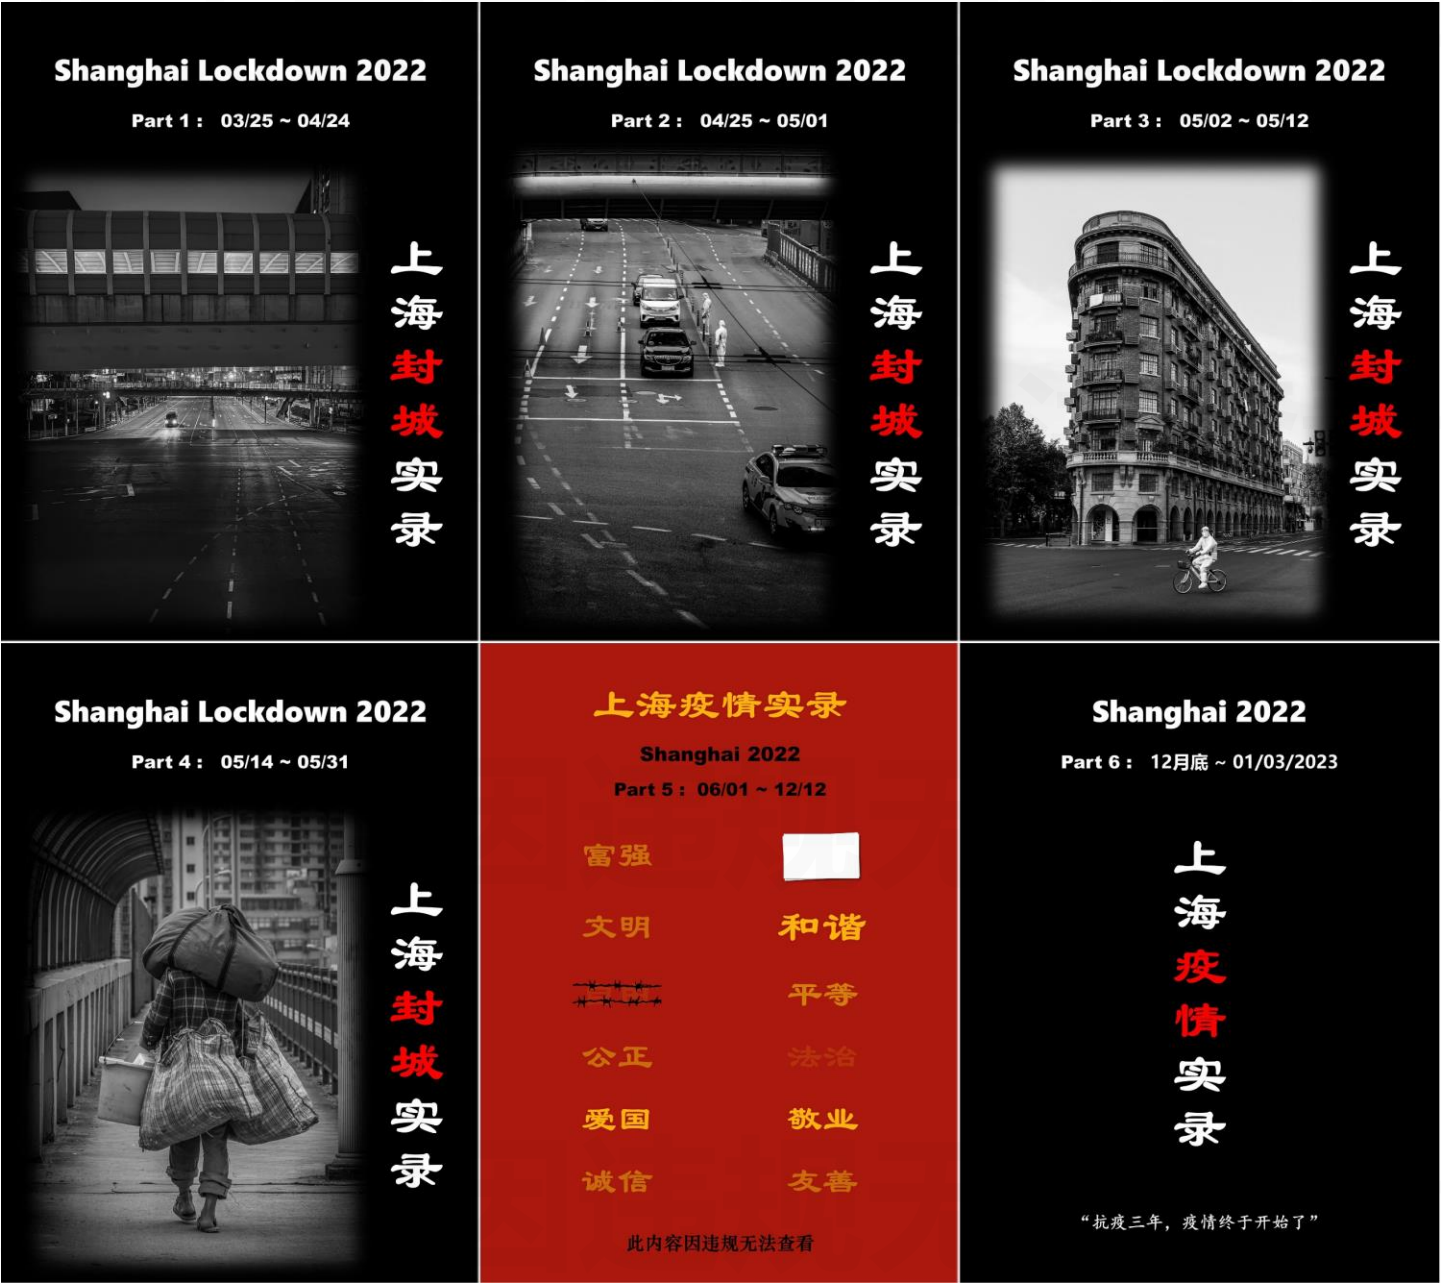 Shanghai Lockdown 2022
Part 1 : 03/25 ~ 04/24
上海封城实录
Shanghai Lockdown 2022
Part 2 : 04/25 ~ 05/01
上海封城实录
Shanghai Lockdown 2022
Part 3 : 05/02 ~ 05/12
上海封城实录
Shanghai Lockdown 2022
Part 4 : 05/14 ~ 05/31
上海封城实录
上海疫情实录
Shanghai 2022
Part 5 : 06/01 ~ 12/12
富强
文明 和谐
平等
公正 法治
爱国 敬业
诚信 友善
此内容因违规无法查看
Shanghai 2022
Part 6 : 12月底 ~ 01/03/2023
上海疫情实录
“抗疫三年，疫情终于开始了”